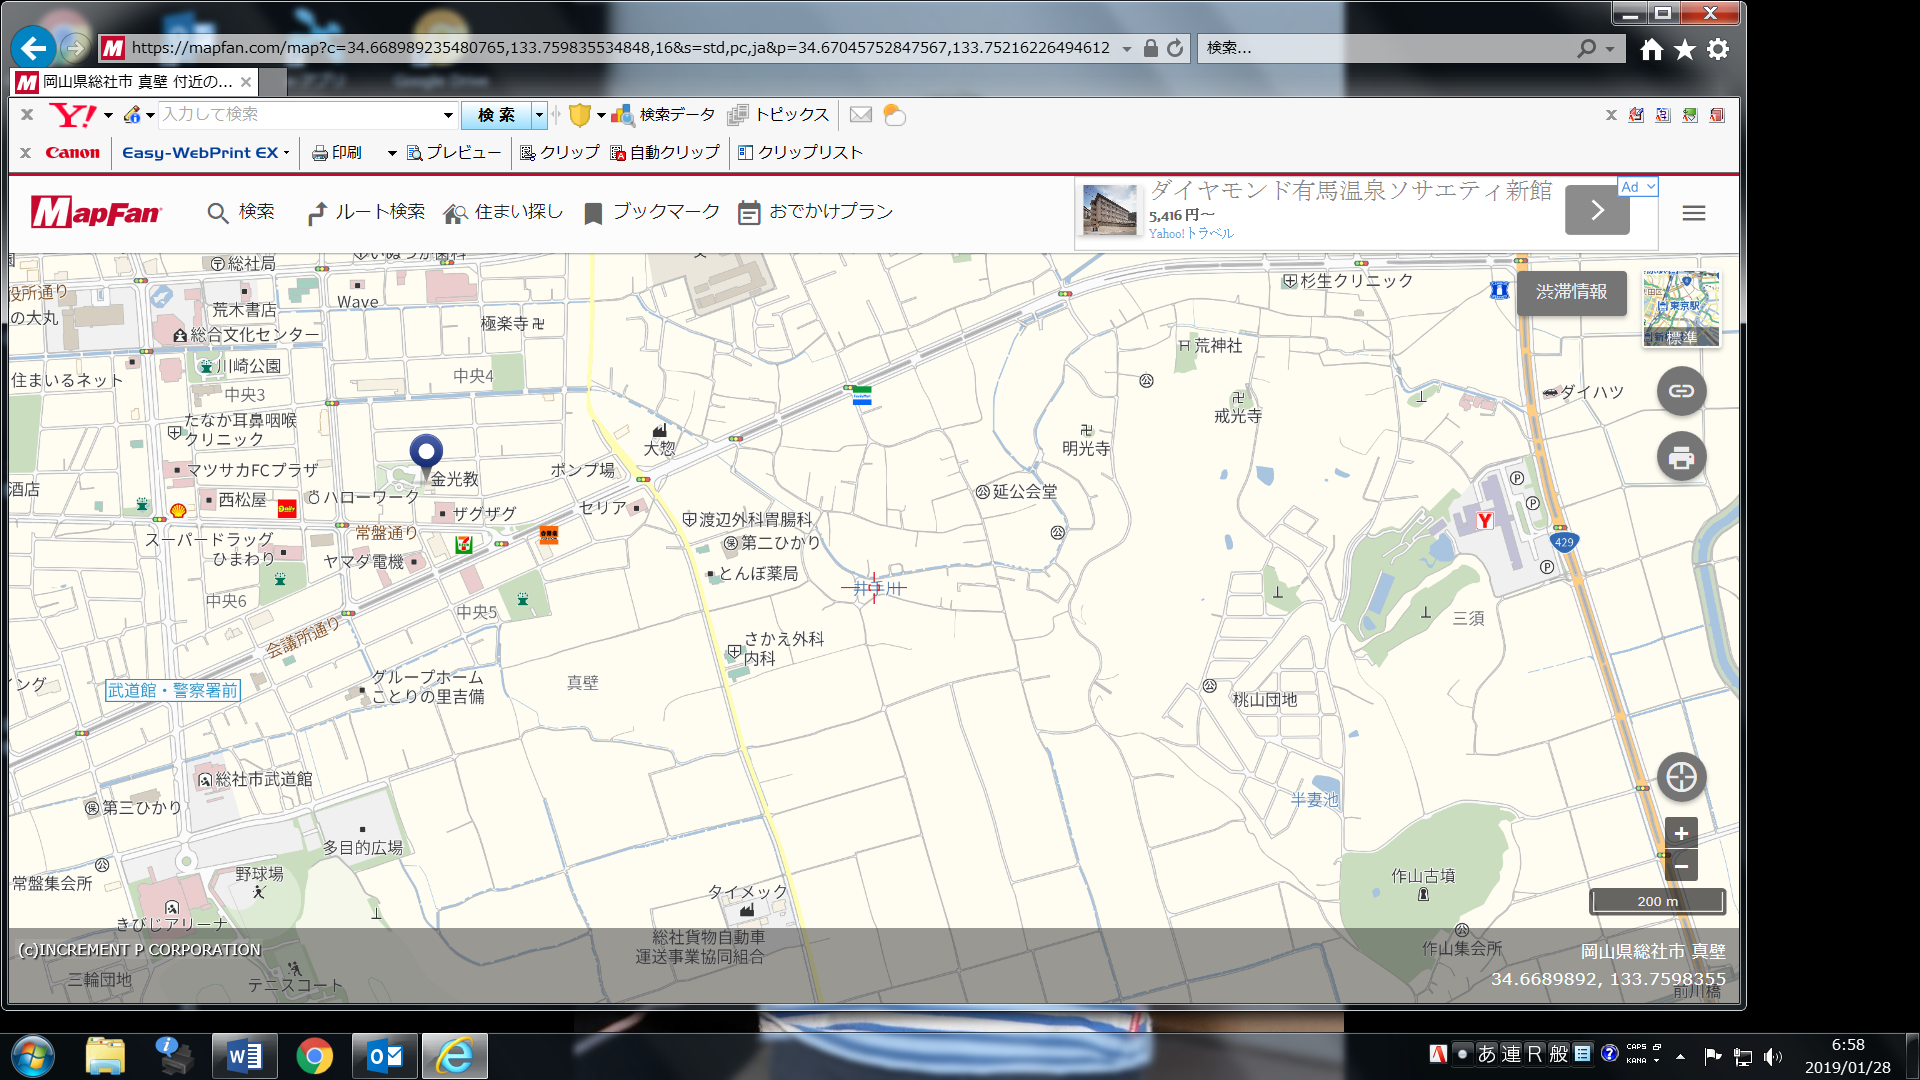 https://mapfan.com/map?c=34.668989235480765,133.759835534848,16&s=std,pc,ja&p=34.67045752847567,133.75216226494612
検索...
岡山県総社市 真壁 付近の...
入力して検索
検 索
検索データ
トピックス
Canon
Easy-WebPrint EX
印刷
プレビュー
クリップ
自動クリップ
クリップリスト
MapFan
検索
ルート検索
住まい探し
ブックマーク
おでかけプラン
ダイヤモンド有馬温泉ソサエティ新館
5,416 円～
Yahoo!トラベル
Ad
総社局
杉生クリニック
渋滞情報
東京駅
標準
役所通り
の大丸
荒木書店
Wave
極楽寺
総合文化センター
荒神社
川崎公園
住まいるネット
中央4
中央3
ダイハツ
戒光寺
たなか耳鼻咽喉
クリニック
大惣
明光寺
マツサカFCプラザ
金光教
ポンプ場
酒店
西松屋
Daily
ハローワーク
ザグザグ
セリア
延公会堂
渡辺外科胃腸科
常盤通り
スーパードラッグ
ひまわり
ヤマダ電機
第二ひかり
429
とんぼ薬局
中央6
中央5
三須
会議所通り
さかえ外科
内科
グループホーム
ことりの里吉備
真壁
武道館・警察署前
桃山団地
総社市武道館
第三ひかり
半妻池
多目的広場
野球場
常盤集会所
タイメック
作山古墳
200 m
きびじアリーナ
総社貨物自動車
運送事業協同組合
作山集会所
(c)INCREMENT P CORPORATION
岡山県総社市 真壁
三輪団地
テニスコート
34.6689892, 133.7598355
前川橋
あ 連 R 般
CAPS
KANA
6:58
2019/01/28